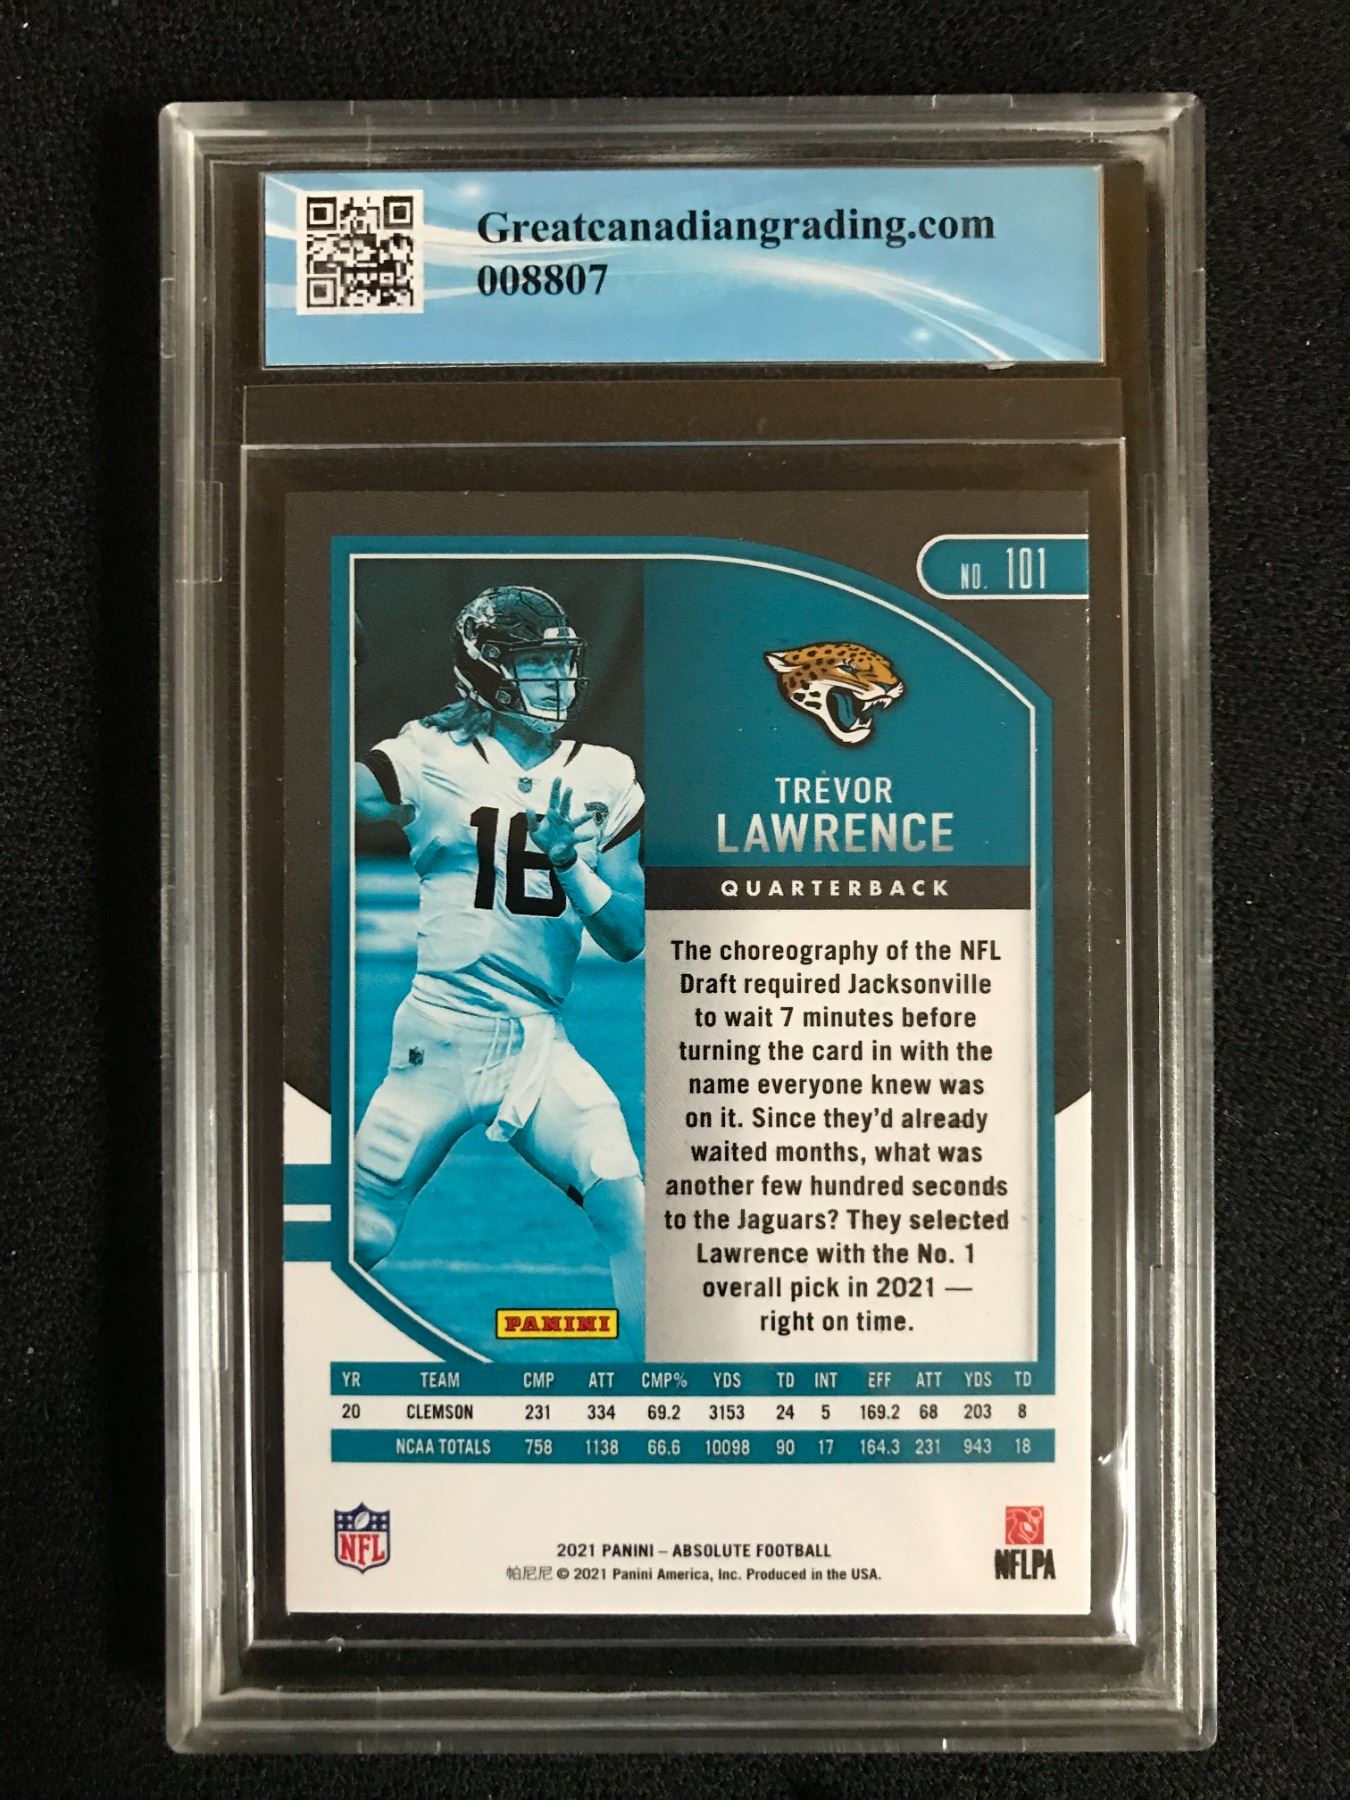 Greatcanadiangrading.com
008807
NO. 101
TREVOR
LAWRENCE
QUARTERBACK
16
The choreography of the NFL
Draft required Jacksonville
to wait 7 minutes before
turning the card in with the
name everyone knew was
on it. Since they'd already
waited months, what was
another few hundred seconds
to the Jaguars? They selected
Lawrence with the No. 1
overall pick in 2021 —
right on time.
PANINI
YR TEAM CMP ATT CMP% YDS TD INT EFF ATT YDS TD
20 CLEMSON 231 334 69.2 3153 24 5 169.2 68 203 8
NCAA TOTALS 758 1138 66.6 10098 90 17 164.3 231 943 18
NFL
2021 PANINI – ABSOLUTE FOOTBALL
帕尼尼 © 2021 Panini America, Inc. Produced in the USA.
NFLPA